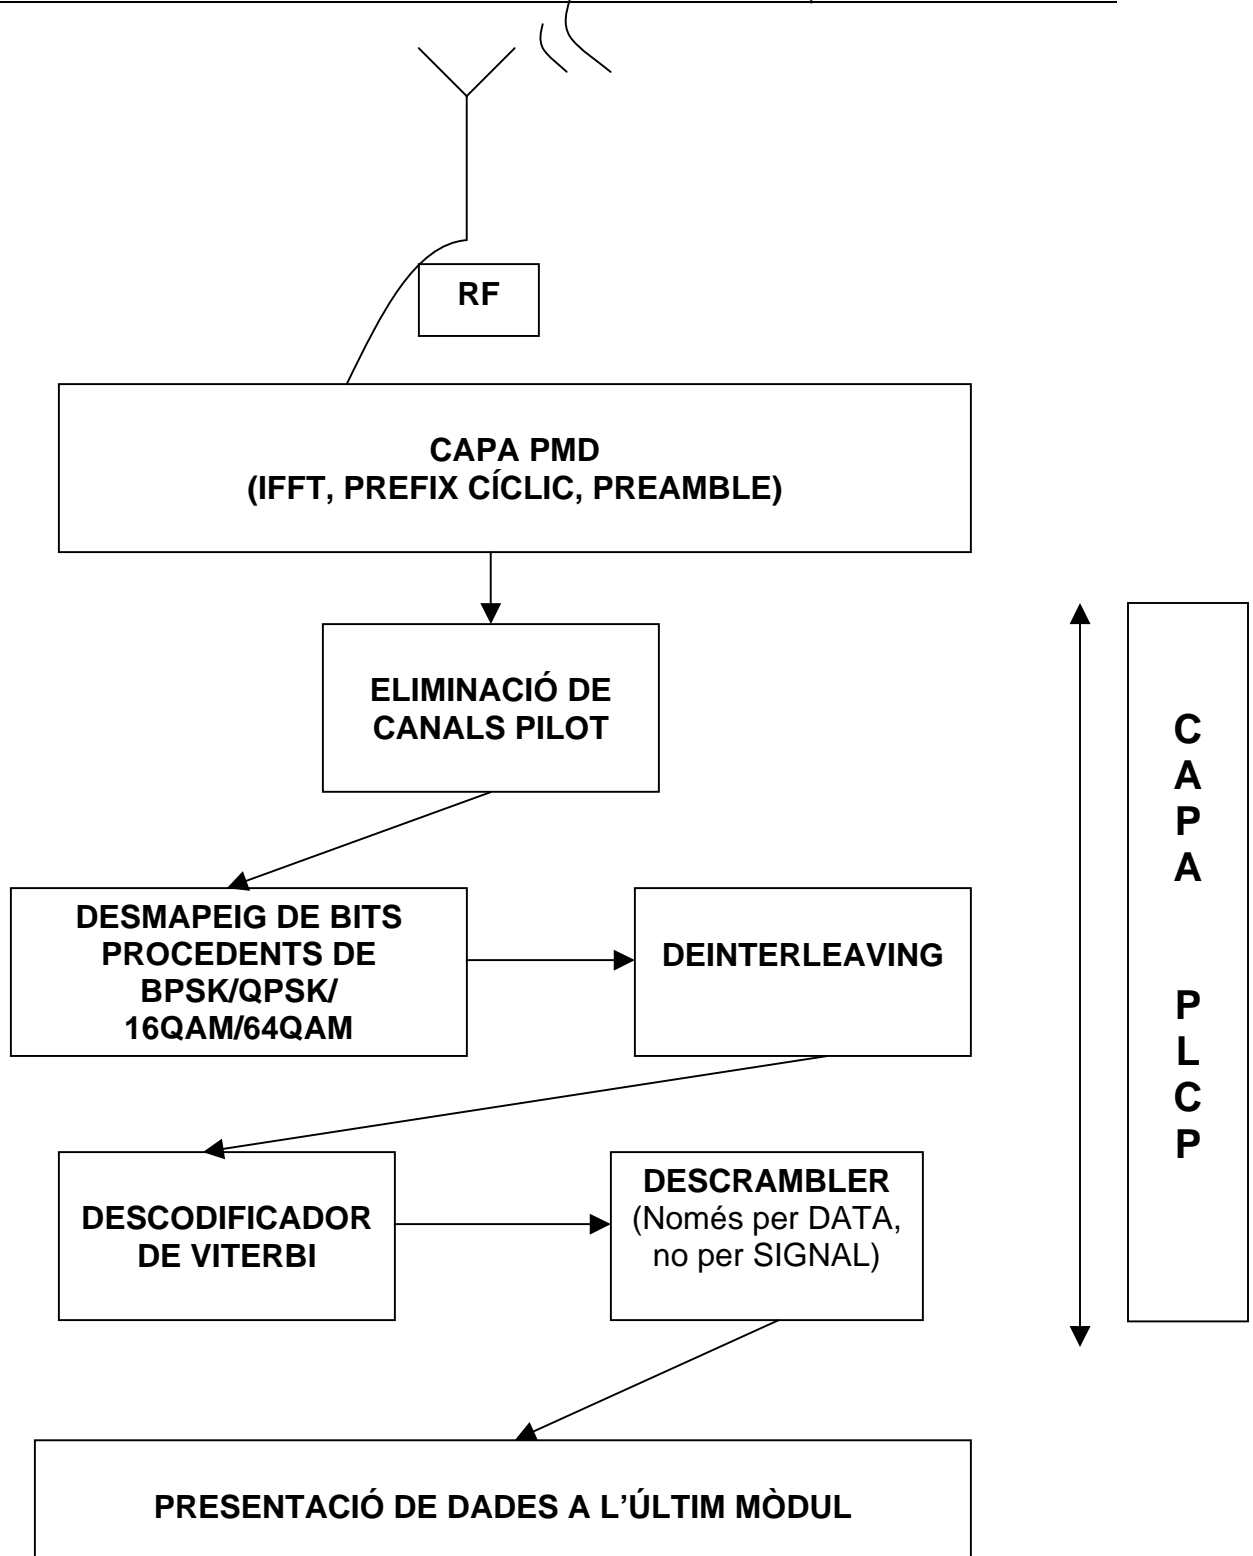 RF
CAPA PMD
(IFFT, PREFIX CÍCLIC, PREAMBLE)
ELIMINACIÓ DE
CANALS PILOT
DESMAPEIG DE BITS
PROCEDENTS DE
BPSK/QPSK/
16QAM/64QAM
DEINTERLEAVING
DESCODIFICADOR
DE VITERBI
DESCRAMBLER
(Només per DATA,
no per SIGNAL)
PRESENTACIÓ DE DADES A L’ÚLTIM MÒDUL
C
A
P
A
P
L
C
P